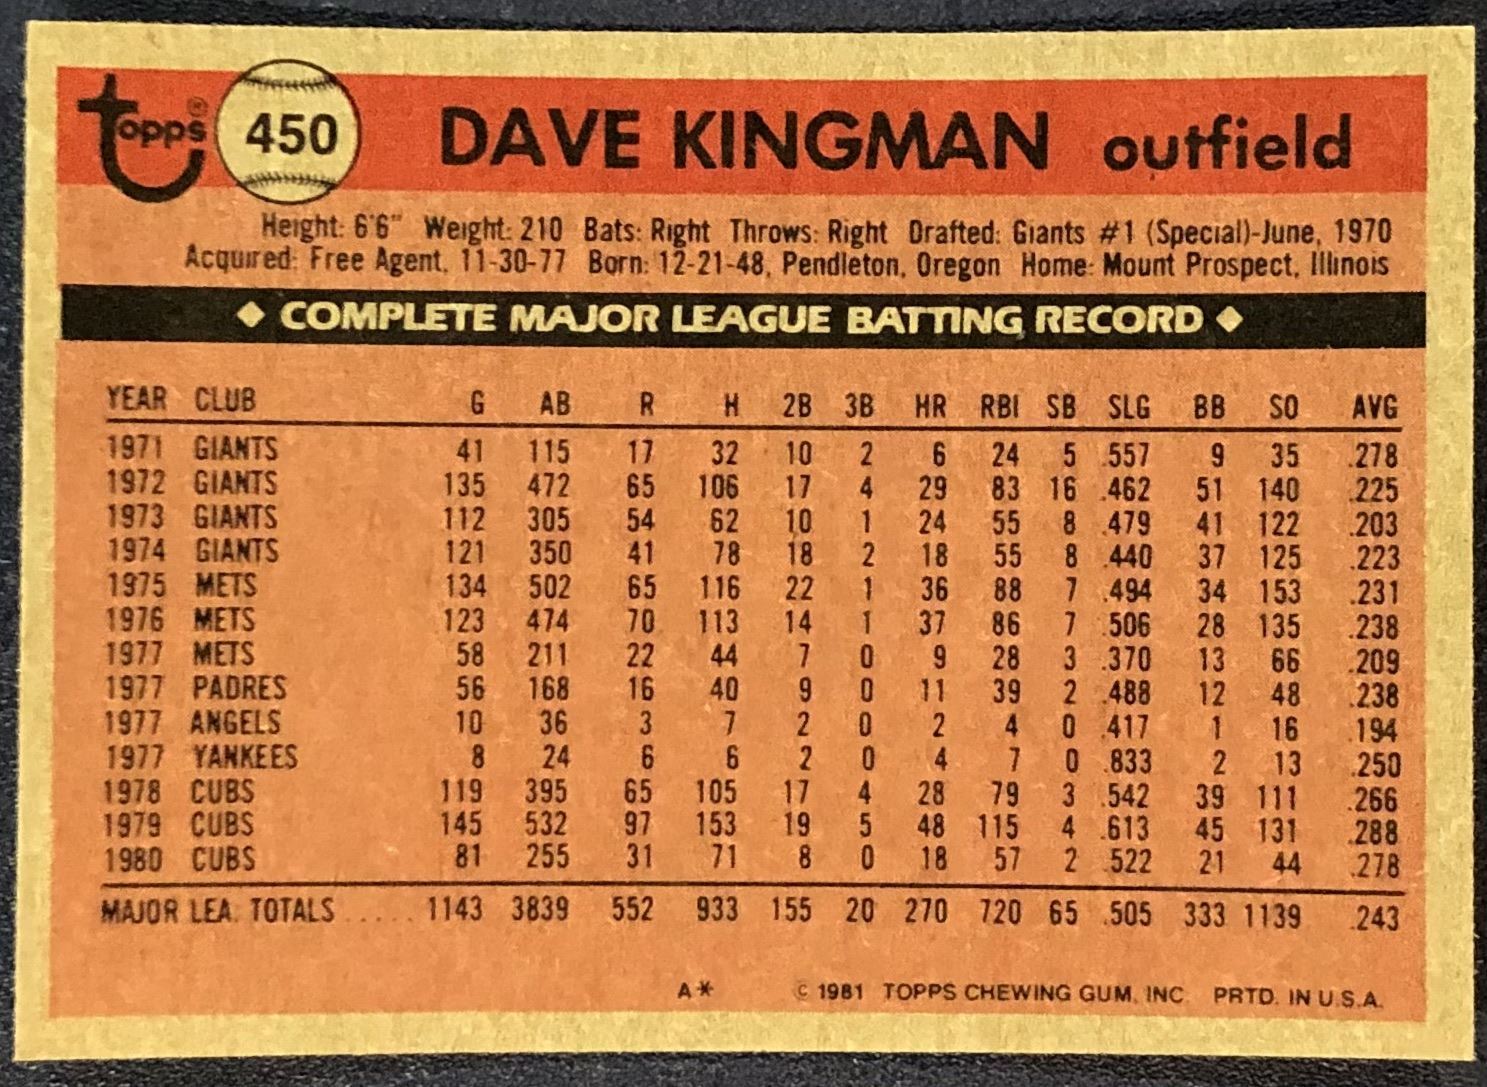 Topps® 450 DAVE KINGMAN outfield
Height: 6'6" Weight: 210 Bats: Right Throws: Right Drafted: Giants #1 (Special)-June, 1970
Acquired: Free Agent, 11-30-77 Born: 12-21-48, Pendleton, Oregon Home: Mount Prospect, Illinois
◆ COMPLETE MAJOR LEAGUE BATTING RECORD ◆
YEAR CLUB G AB R H 2B 3B HR RBI SB SLG BB SO AVG
1971 GIANTS 41 115 17 32 10 2 6 24 5 .557 9 35 .278
1972 GIANTS 135 472 65 106 17 4 29 83 16 .462 51 140 .225
1973 GIANTS 112 305 54 62 10 1 24 55 8 .479 41 122 .203
1974 GIANTS 121 350 41 78 18 2 18 55 8 .440 37 125 .223
1975 METS 134 502 65 116 22 1 36 88 7 .494 34 153 .231
1976 METS 123 474 70 113 14 1 37 86 7 .506 28 135 .238
1977 METS 58 211 22 44 7 0 9 28 3 .370 13 66 .209
1977 PADRES 56 168 16 40 9 0 11 39 2 .488 12 48 .238
1977 ANGELS 10 36 3 7 2 0 2 4 0 .417 1 16 .194
1977 YANKEES 8 24 6 6 2 0 4 7 0 .833 2 13 .250
1978 CUBS 119 395 65 105 17 4 28 79 3 .542 39 111 .266
1979 CUBS 145 532 97 153 19 5 48 115 4 .613 45 131 .288
1980 CUBS 81 255 31 71 8 0 18 57 2 .522 21 44 .278
MAJOR LEA. TOTALS ..... 1143 3839 552 933 155 20 270 720 65 .505 333 1139 .243
A* © 1981 TOPPS CHEWING GUM, INC. PRTD. IN U.S.A.